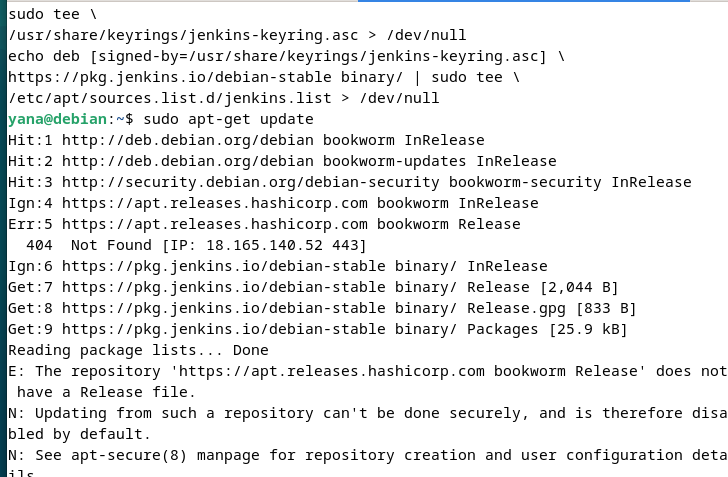 sudo tee \
/usr/share/keyrings/jenkins-keyring.asc > /dev/null
echo deb [signed-by=/usr/share/keyrings/jenkins-keyring.asc] \
https://pkg.jenkins.io/debian-stable binary/ | sudo tee \
/etc/apt/sources.list.d/jenkins.list > /dev/null
yana@debian:~$ sudo apt-get update
Hit:1 http://deb.debian.org/debian bookworm InRelease
Hit:2 http://deb.debian.org/debian bookworm-updates InRelease
Hit:3 http://security.debian.org/debian-security bookworm-security InRelease
Ign:4 https://apt.releases.hashicorp.com bookworm InRelease
Err:5 https://apt.releases.hashicorp.com bookworm Release
  404  Not Found [IP: 18.165.140.52 443]
Ign:6 https://pkg.jenkins.io/debian-stable binary/ InRelease
Get:7 https://pkg.jenkins.io/debian-stable binary/ Release [2,044 B]
Get:8 https://pkg.jenkins.io/debian-stable binary/ Release.gpg [833 B]
Get:9 https://pkg.jenkins.io/debian-stable binary/ Packages [25.9 kB]
Reading package lists... Done
E: The repository 'https://apt.releases.hashicorp.com bookworm Release' does not
 have a Release file.
N: Updating from such a repository can't be done securely, and is therefore disa
bled by default.
N: See apt-secure(8) manpage for repository creation and user configuration deta
ils